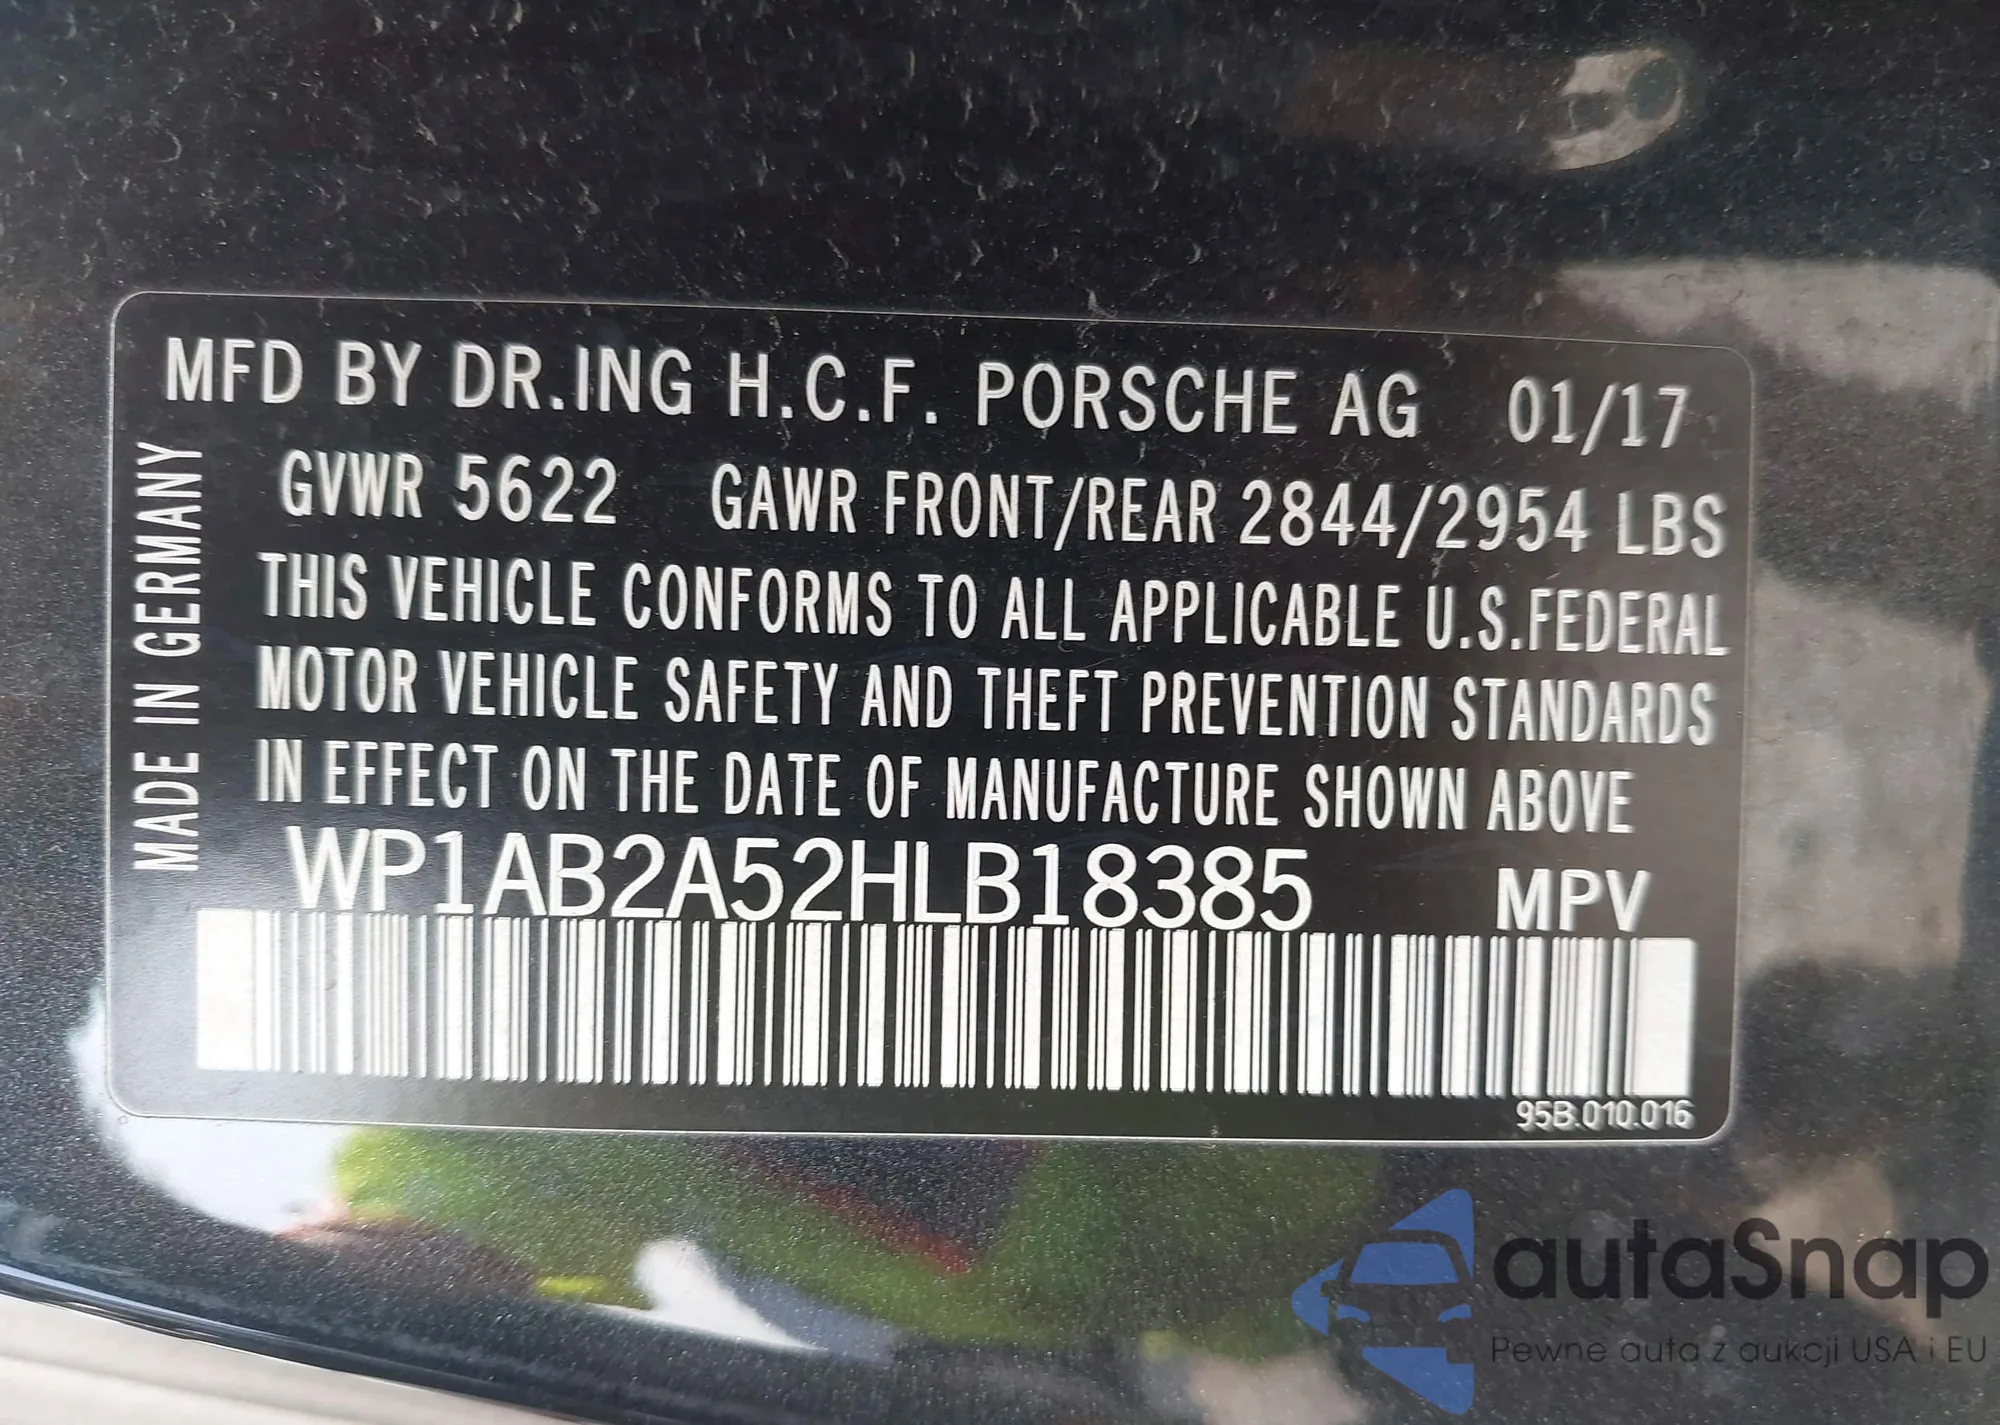 MFD BY DR.ING H.C.F. PORSCHE AG 01/17
GVWR 5622 GAWR FRONT/REAR 2844/2954 LBS
THIS VEHICLE CONFORMS TO ALL APPLICABLE U.S.FEDERAL
MOTOR VEHICLE SAFETY AND THEFT PREVENTION STANDARDS
IN EFFECT ON THE DATE OF MANUFACTURE SHOWN ABOVE
WP1AB2A52HLB18385 MPV
95B.010.016
MADE IN GERMANY
autaSnap
Pewne auta z aukcji USA i EU